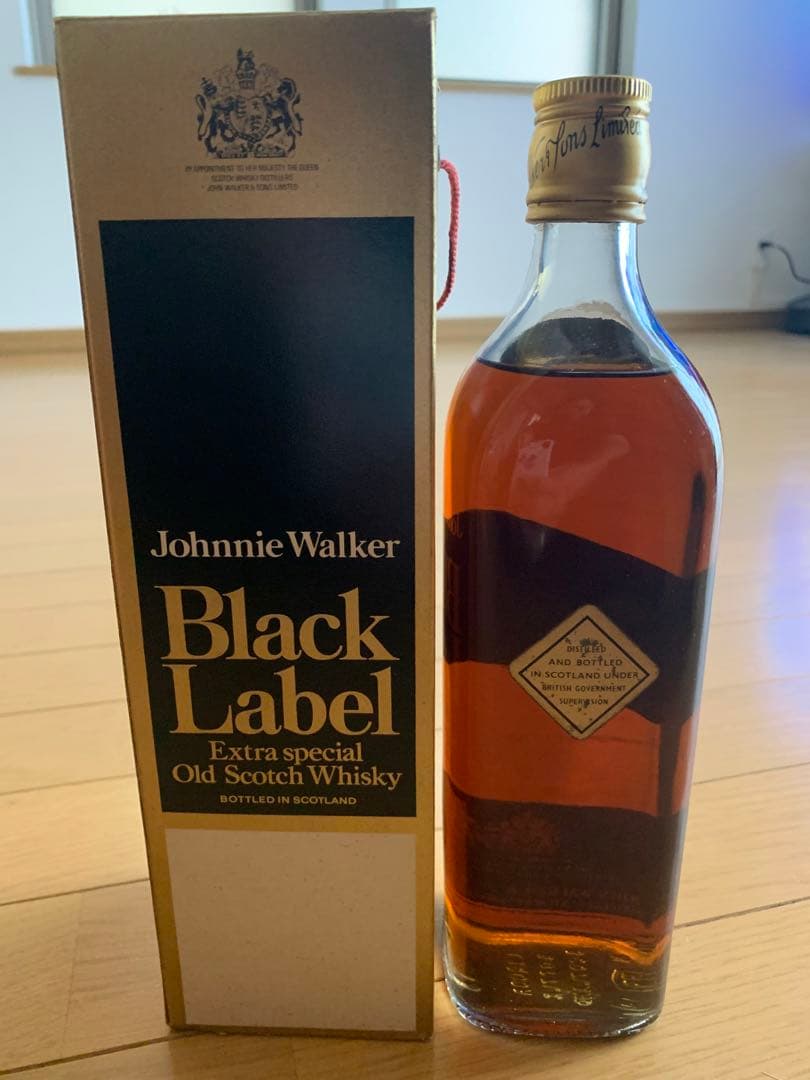 BY APPOINTMENT TO HER MAJESTY THE QUEEN
SCOTCH WHISKY DISTILLERS
JOHN WALKER & SONS LIMITED
Johnnie Walker
Black
Label
Extra special
Old Scotch Whisky
BOTTLED IN SCOTLAND
Sons Limited
DISTILLED
AND BOTTLED
IN SCOTLAND UNDER
BRITISH GOVERNMENT
SUPERVISION